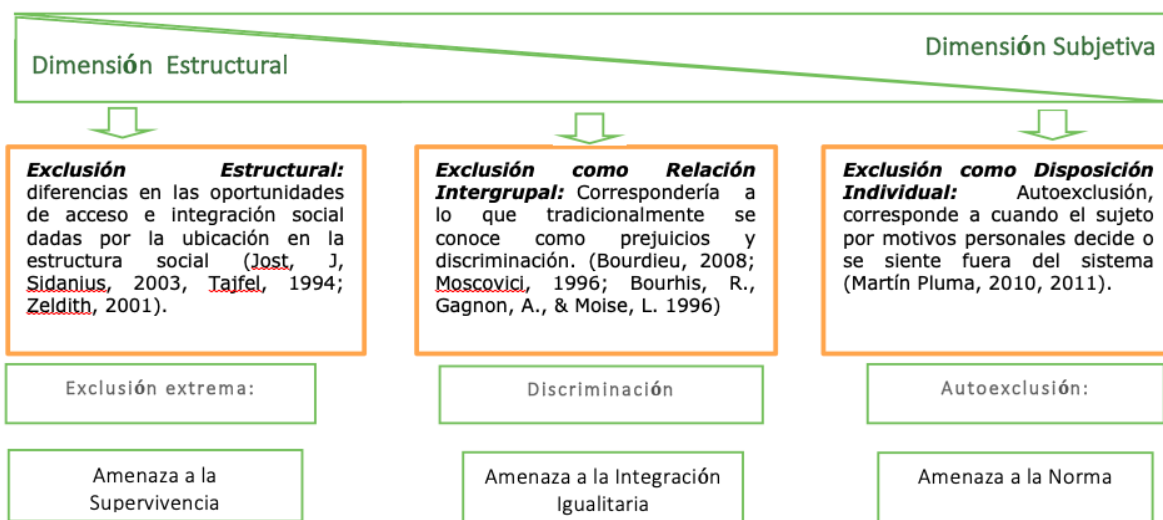 Dimensión Estructural
Dimensión Subjetiva
Exclusión Estructural:
diferencias en las oportunidades
de acceso e integración social
dadas por la ubicación en la
estructura social (Jost, J,
Sidanius, 2003, Tajfel, 1994;
Zeldith, 2001).
Exclusión como Relación
Intergrupal: Correspondería a
lo que tradicionalmente se
conoce como prejuicios y
discriminación. (Bourdieu, 2008;
Moscovici, 1996; Bourhis, R.,
Gagnon, A., & Moise, L. 1996)
Exclusión como Disposición
Individual: Autoexclusión,
corresponde a cuando el sujeto
por motivos personales decide o
se siente fuera del sistema
(Martín Pluma, 2010, 2011).
Exclusión extrema:
Discriminación
Autoexclusión:
Amenaza a la
Supervivencia
Amenaza a la Integración
Igualitaria
Amenaza a la Norma